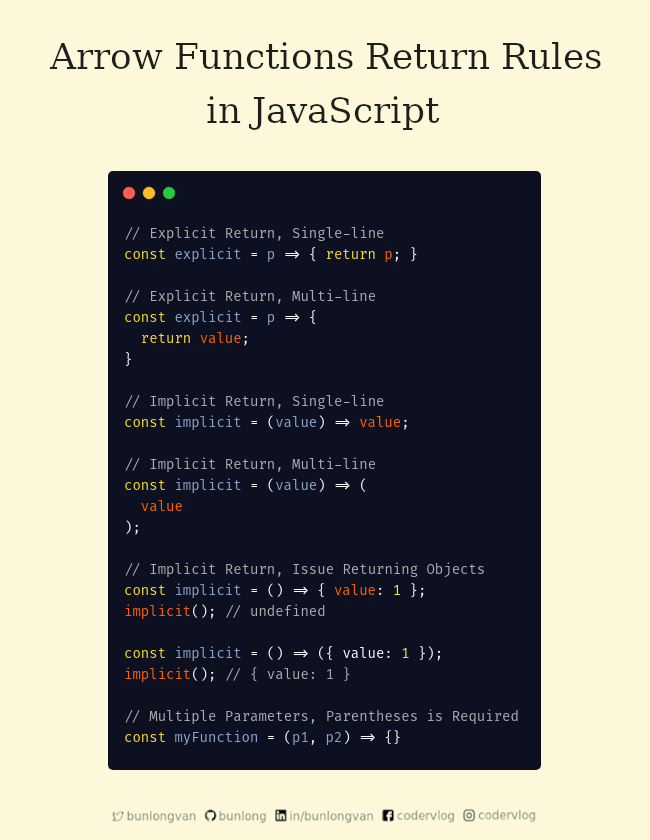 Arrow Functions Return Rules
in JavaScript
// Explicit Return, Single-line
const explicit = p => { return p; }
// Explicit Return, Multi-line
const explicit = p => {
  return value;
}
// Implicit Return, Single-line
const implicit = (value) => value;
// Implicit Return, Multi-line
const implicit = (value) => (
  value
);
// Implicit Return, Issue Returning Objects
const implicit = () => { value: 1 };
implicit(); // undefined
const implicit = () => ({ value: 1 });
implicit(); // { value: 1 }
// Multiple Parameters, Parentheses is Required
const myFunction = (p1, p2) => {}
bunlongvan bunlong in/bunlongvan codervlog codervlog